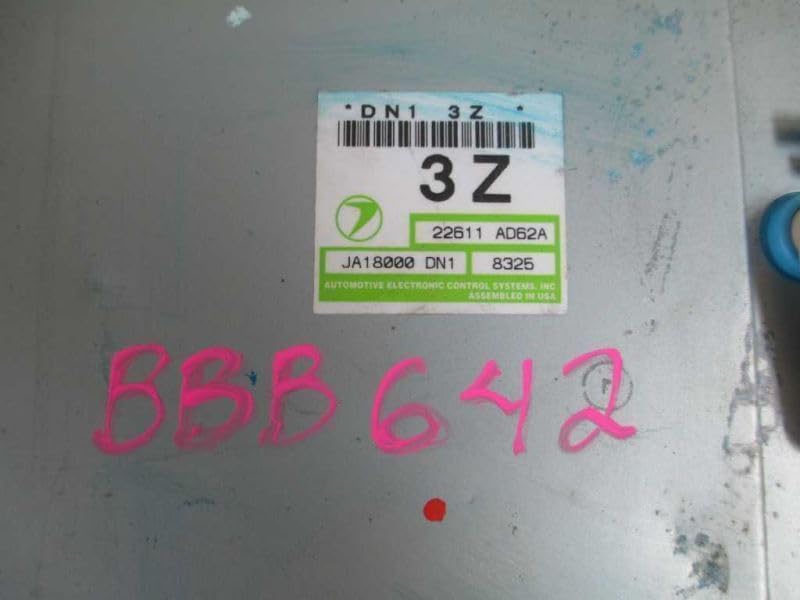 *DN1 3Z *
3Z
22611 AD62A
JA18000 DN1 8325
AUTOMOTIVE ELECTRONIC CONTROL SYSTEMS, INC
ASSEMBLED IN USA
BBB642